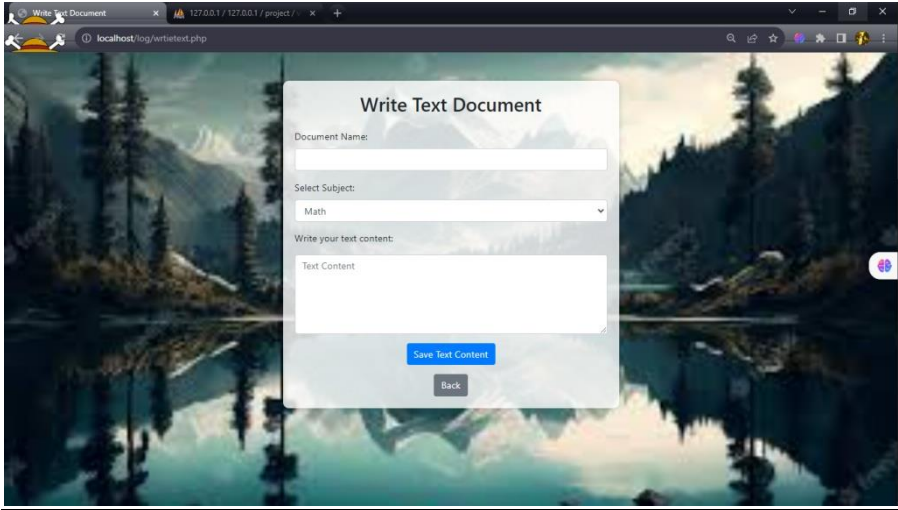 Write Text Document
127.0.0.1 / 127.0.0.1 / project /
localhost/log/wrtietext.php
Write Text Document
Document Name:
Select Subject:
Math
Write your text content:
Text Content
Save Text Content
Back